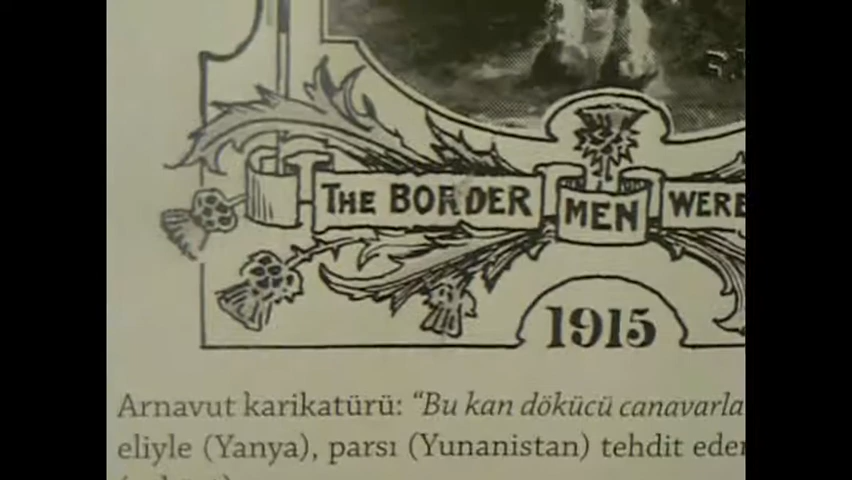 THE BORDER MEN WERE
1915
Arnavut karikatürü: "Bu kan dökücü canavarla
eliyle (Yanya), parsı (Yunanistan) tehdit eder